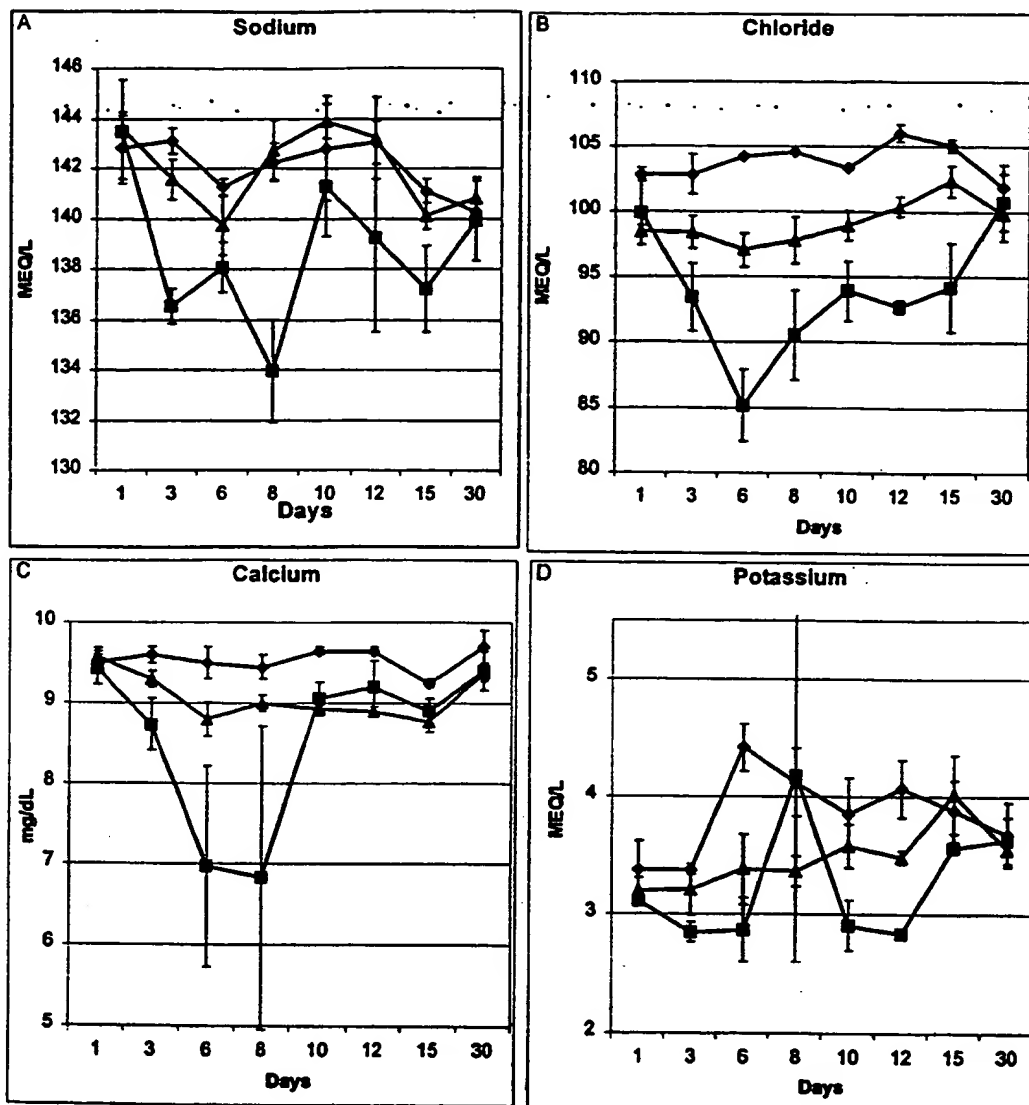 A
Sodium
146
144
142
140
138
136
134
132
130
MEQ/L
1 3 6 8 10 12 15 30
Days
B
Chloride
110
105
100
95
90
85
80
MEQ/L
1 3 6 8 10 12 15 30
Days
C
Calcium
10
9
8
7
6
5
mg/dL
1 3 6 8 10 12 15 30
Days
D
Potassium
5
4
3
2
MEQ/L
1 3 6 8 10 12 15 30
Days